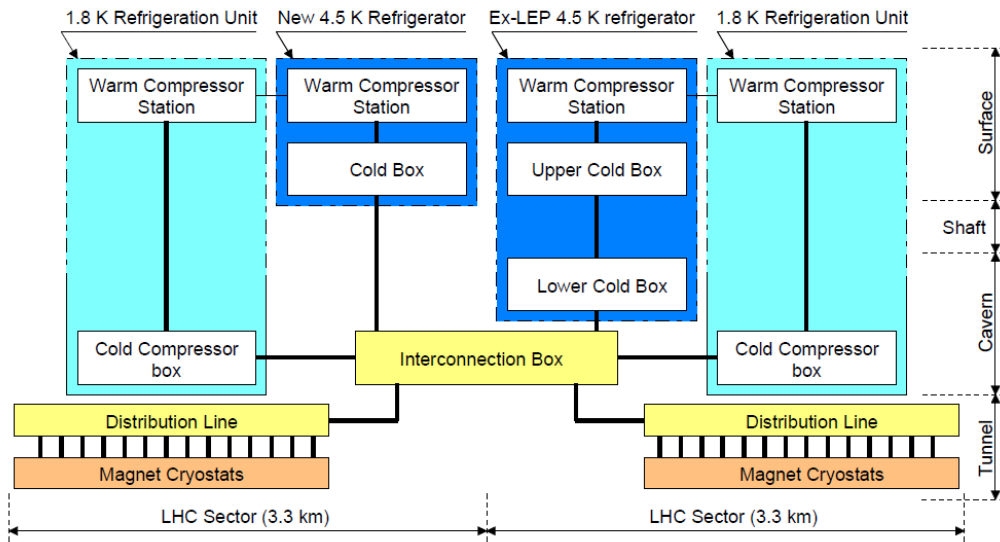 1.8 K Refrigeration Unit
New 4.5 K Refrigerator
Ex-LEP 4.5 K refrigerator
1.8 K Refrigeration Unit
Warm Compressor
Station
Warm Compressor
Station
Warm Compressor
Station
Warm Compressor
Station
Surface
Cold Box
Upper Cold Box
Shaft
Lower Cold Box
Cavern
Cold Compressor
box
Interconnection Box
Cold Compressor
box
Distribution Line
Distribution Line
Tunnel
Magnet Cryostats
Magnet Cryostats
LHC Sector (3.3 km)
LHC Sector (3.3 km)